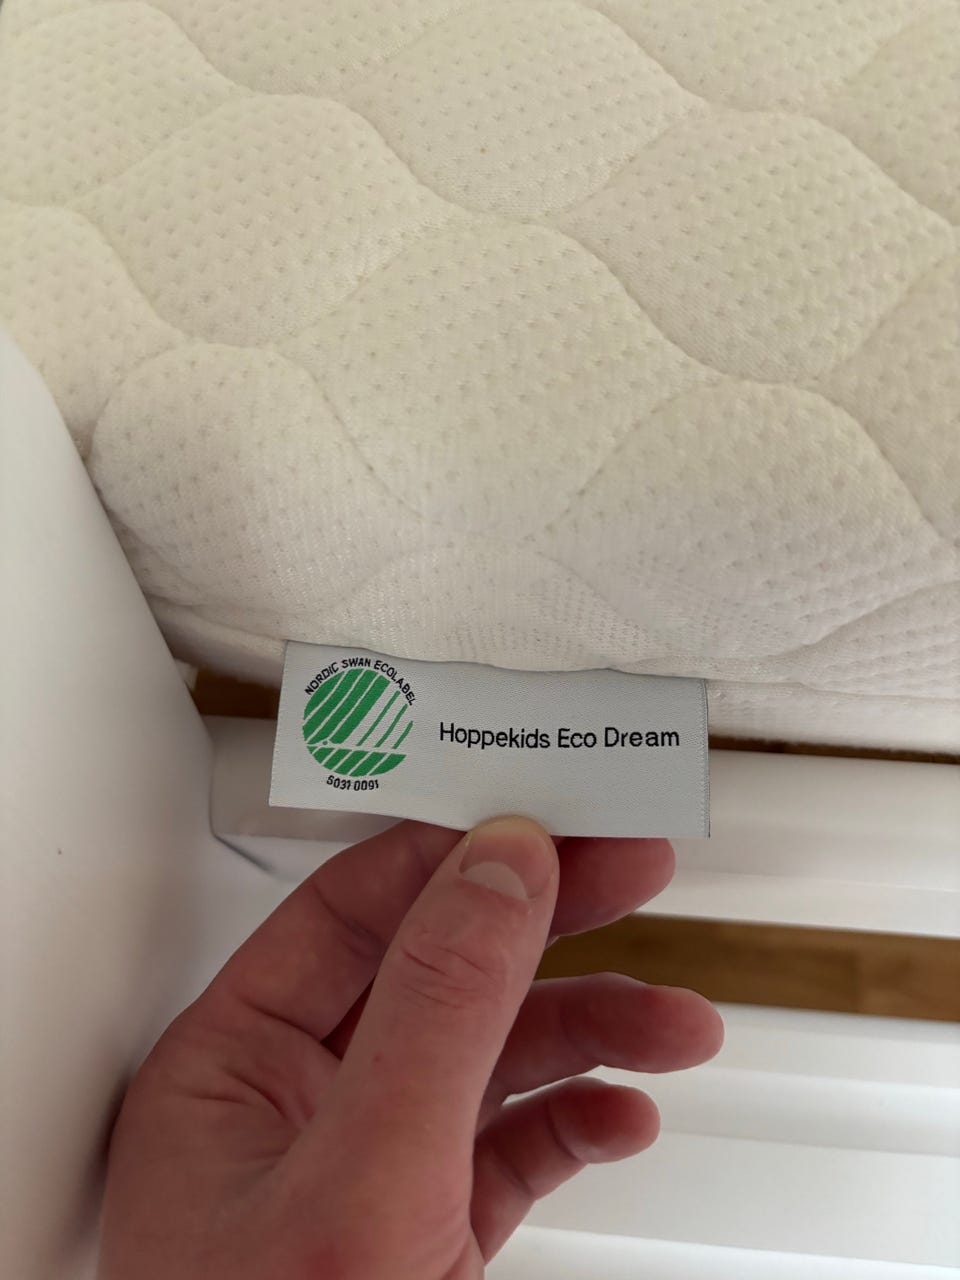 NORDIC SWAN ECOLABEL
Hoppekids Eco Dream
5031 0091